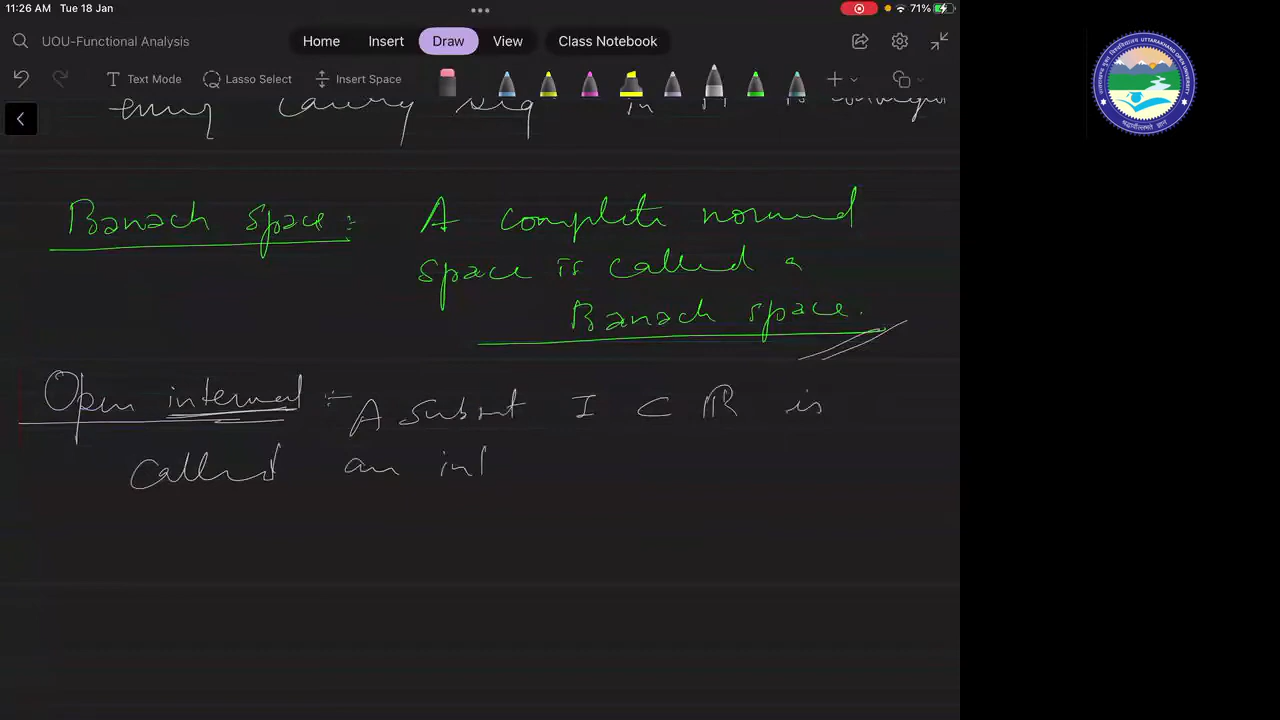 11:26 AM Tue 18 Jan
71%
UOU-Functional Analysis
Home Insert Draw View Class Notebook
Text Mode Lasso Select Insert Space
in
Banach space : A complete normed
space is called a
Banach space.
Open interval :- A subset I ⊂ ℝ is
called an int